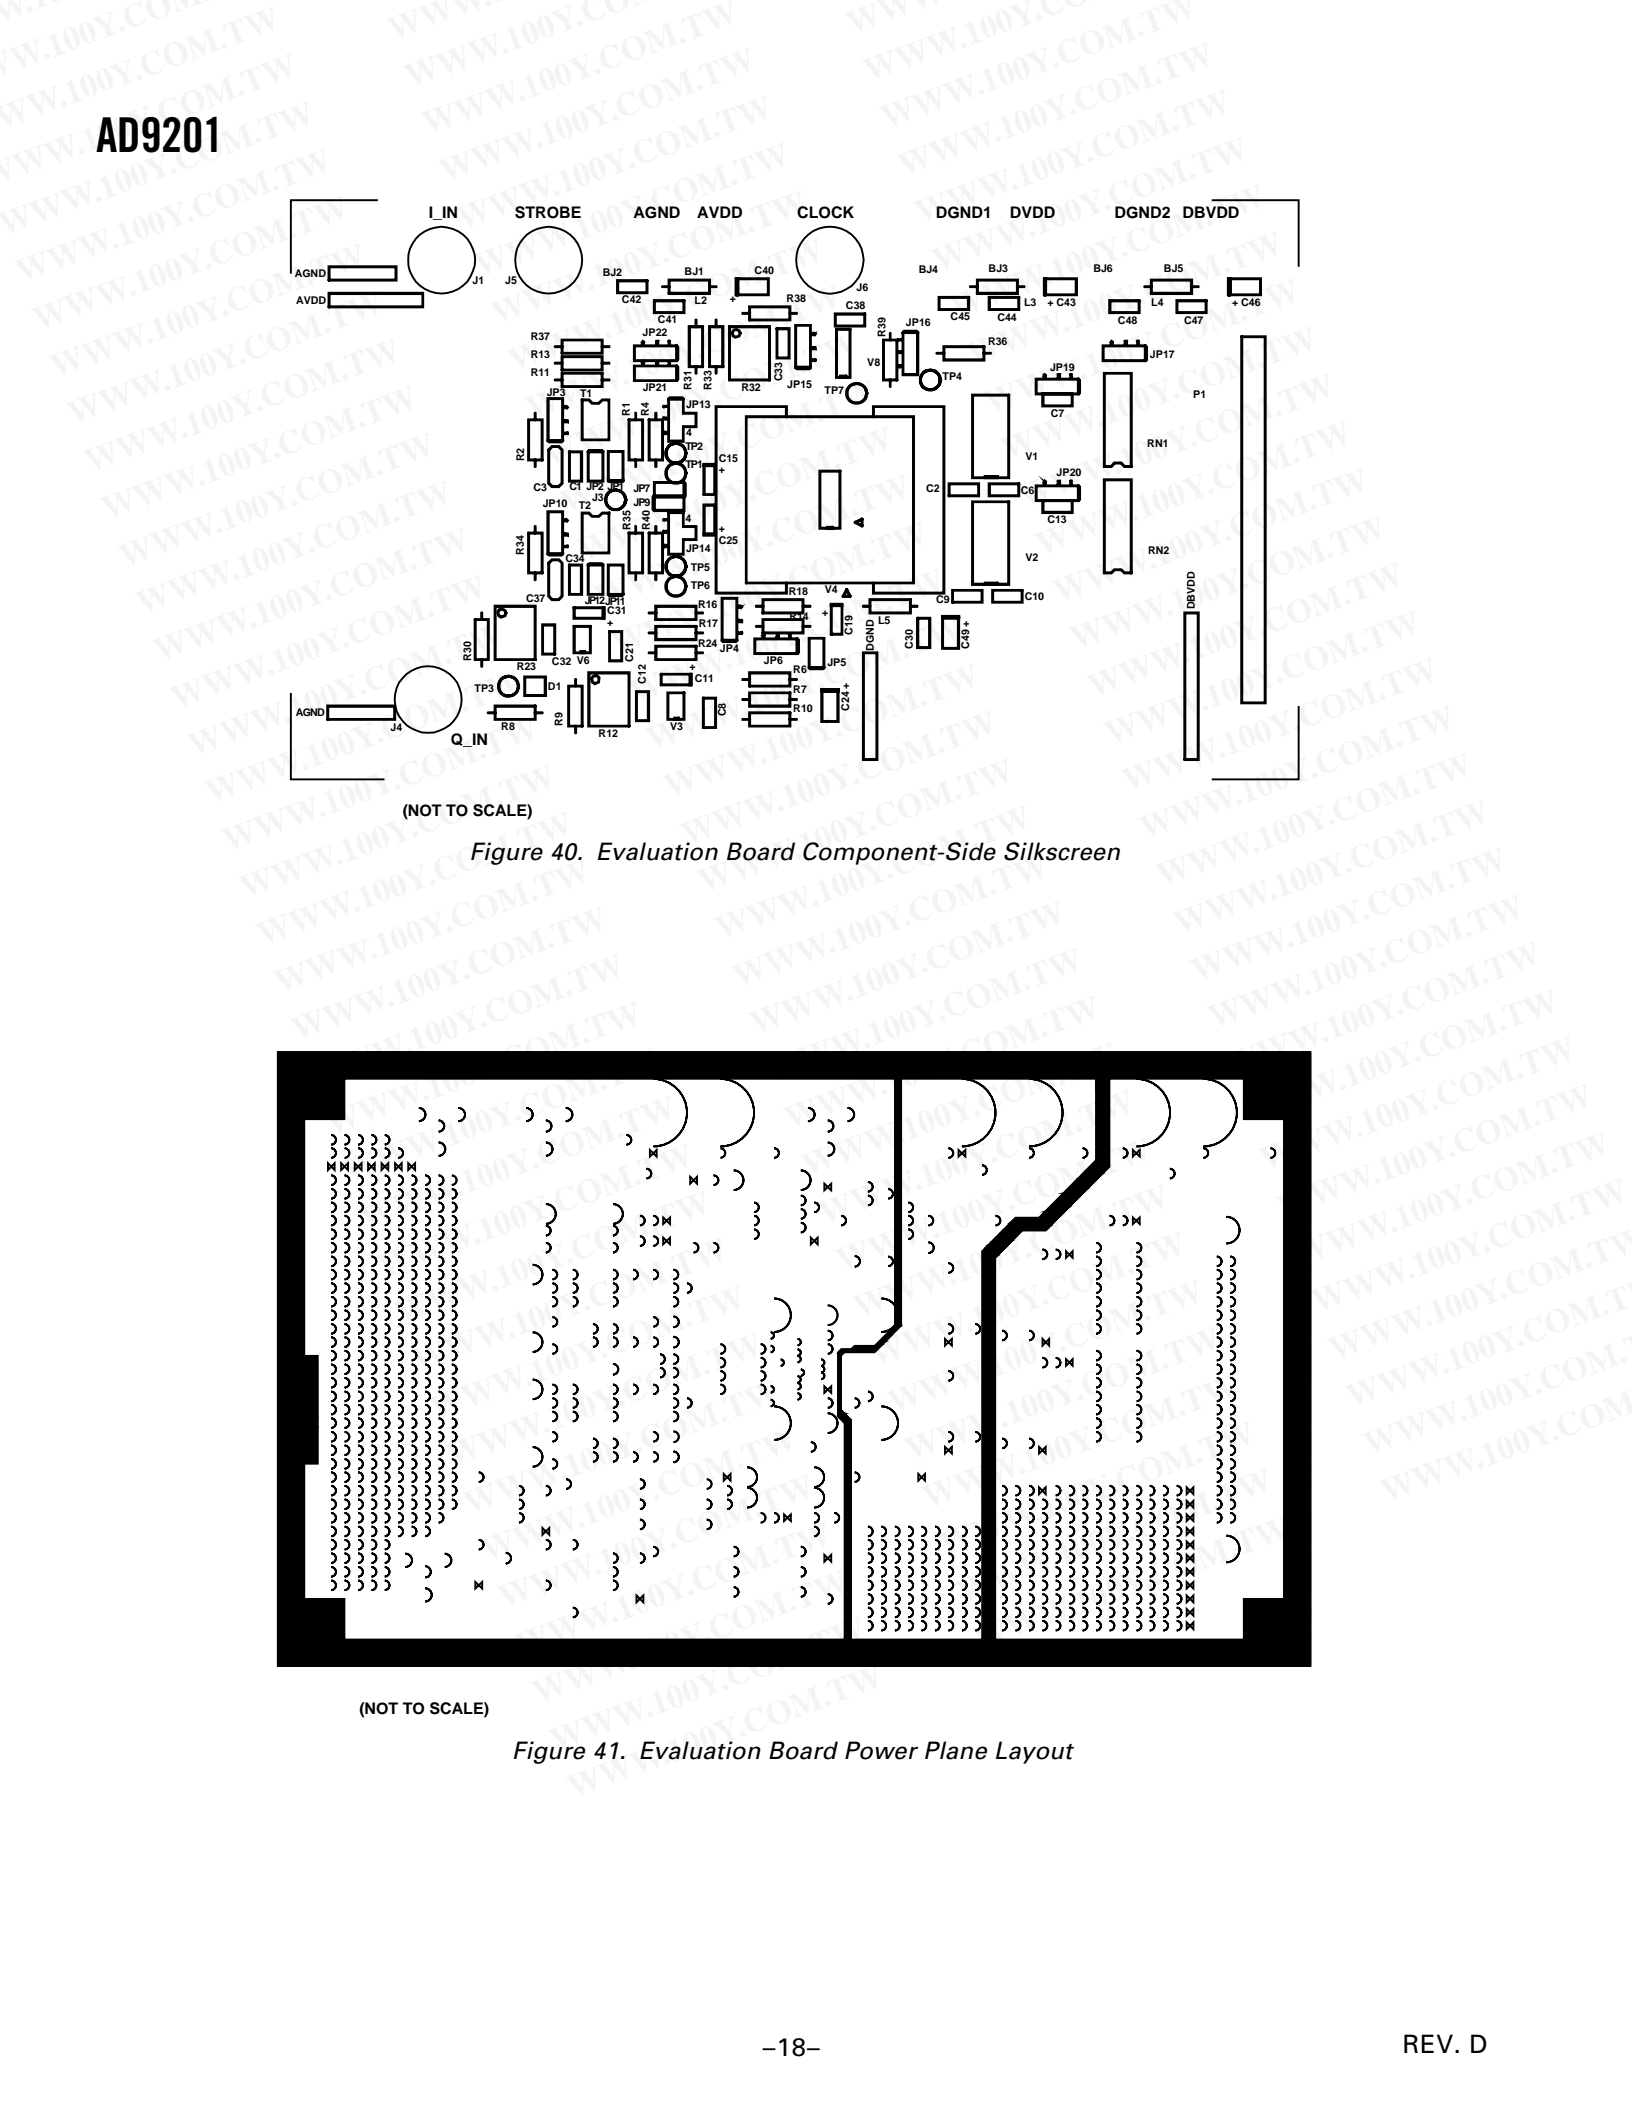 AD9201
I_IN STROBE AGND AVDD CLOCK DGND1 DVDD DGND2 DBVDD
AGND J1 J5 BJ2 BJ1 C40 J6 BJ4 BJ3 BJ6 BJ5
AVDD C42 L2 + R38 C38 C45 L3 + C43 L4 + C46
C41 C44 C48 C47
R37 JP22 R39 JP16 R36 JP17
R13 R11 JP21 R31 R33 R32 C33 JP15 V8 TP7 TP4 JP19
JP3 T1 R1 R4 JP13 C7 P1
R2 4 TP2 TP1 C15 + V1 RN1
C3 C1 JP2 JP1 JP7 C2 C6 JP20
JP10 J3 T2 JP9 R35 R40 4 + C25 C13
R34 C34 JP14 V2 RN2
TP5
C37 JP12 JP11 TP6 V4 R18 C9 C10 DBVDD
C31 R16 R14 + C19 L5 DGND
R30 + R17 C30 C49 +
R23 C32 V6 C21 R24 JP4 JP6 JP5
TP3 D1 C12 + C11 R6
AGND R8 R9 R12 V3 C8 R7 R10 C24 +
J4
Q_IN
(NOT TO SCALE)
Figure 40. Evaluation Board Component-Side Silkscreen
(NOT TO SCALE)
Figure 41. Evaluation Board Power Plane Layout
–18–
REV. D
WWW.100Y.COM.TW